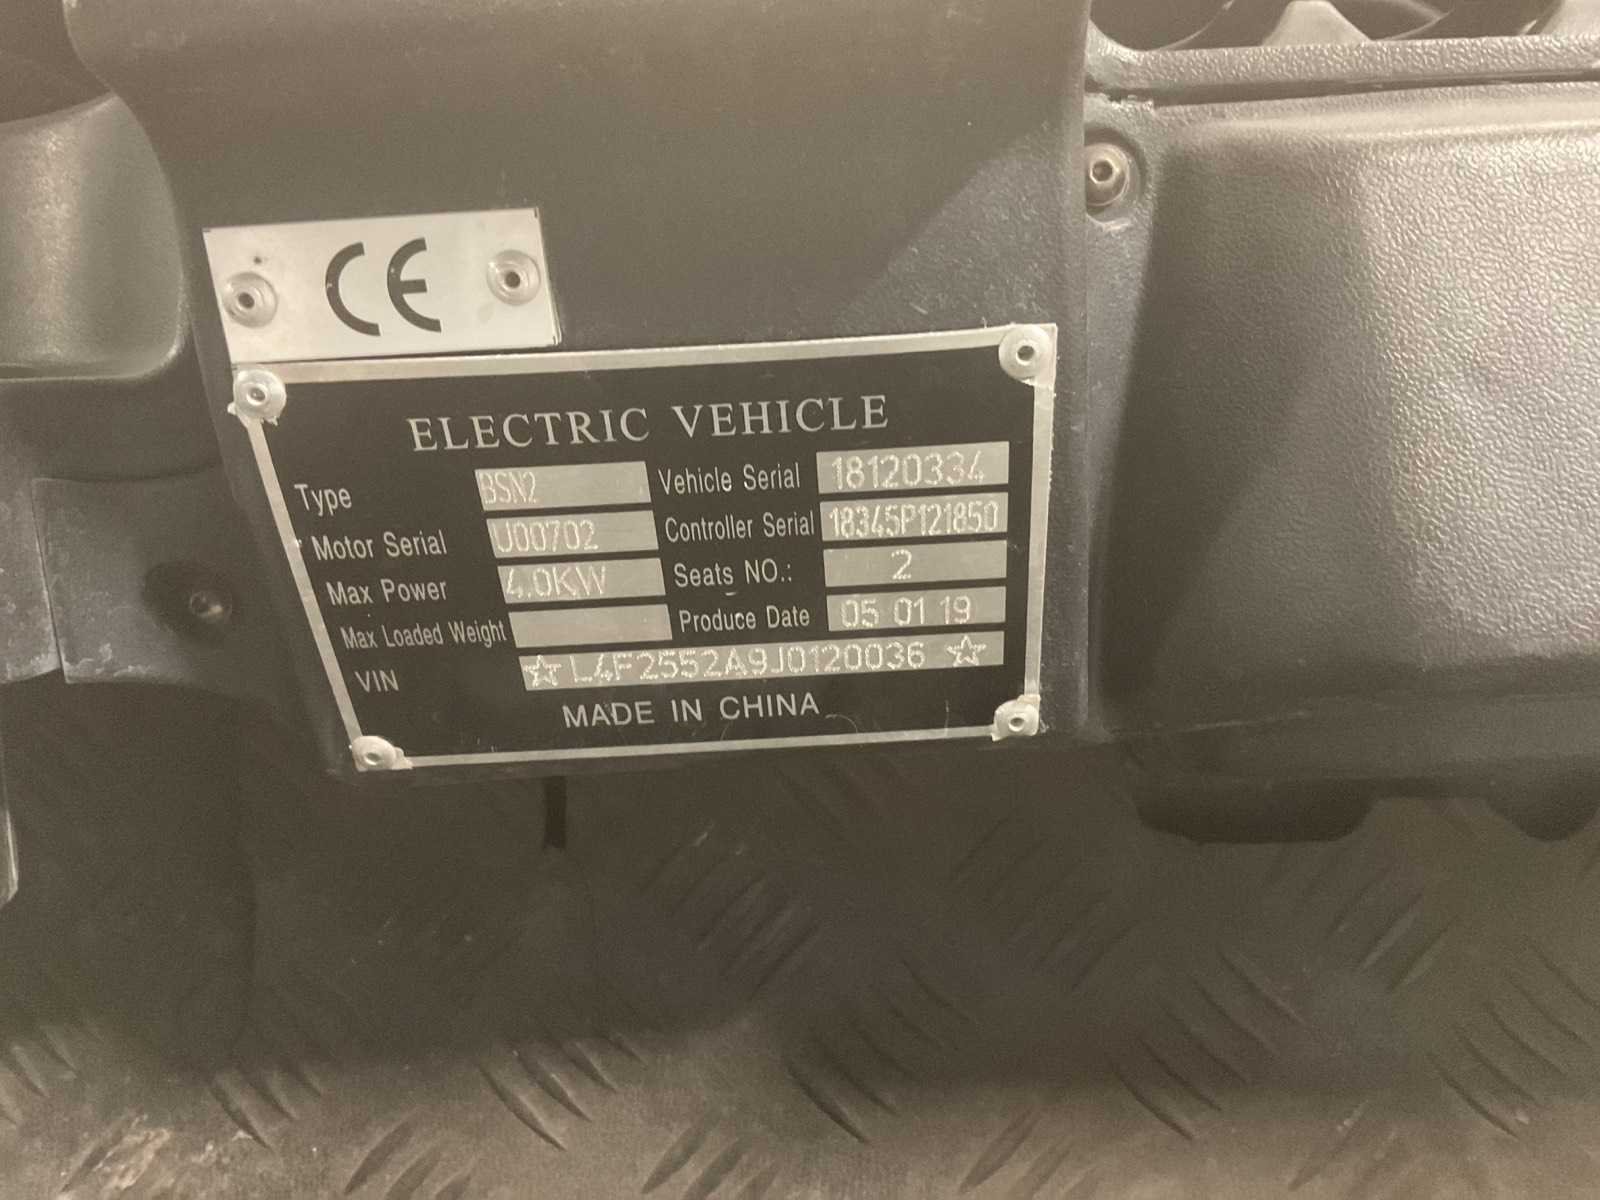 CE
ELECTRIC VEHICLE
Type BSN2 Vehicle Serial 18120334
Motor Serial U00702 Controller Serial 18345P121850
Max Power 4.0KW Seats NO.: 2
Max Loaded Weight Produce Date 05 01 19
VIN ☆L4F2552A9J0120036☆
MADE IN CHINA